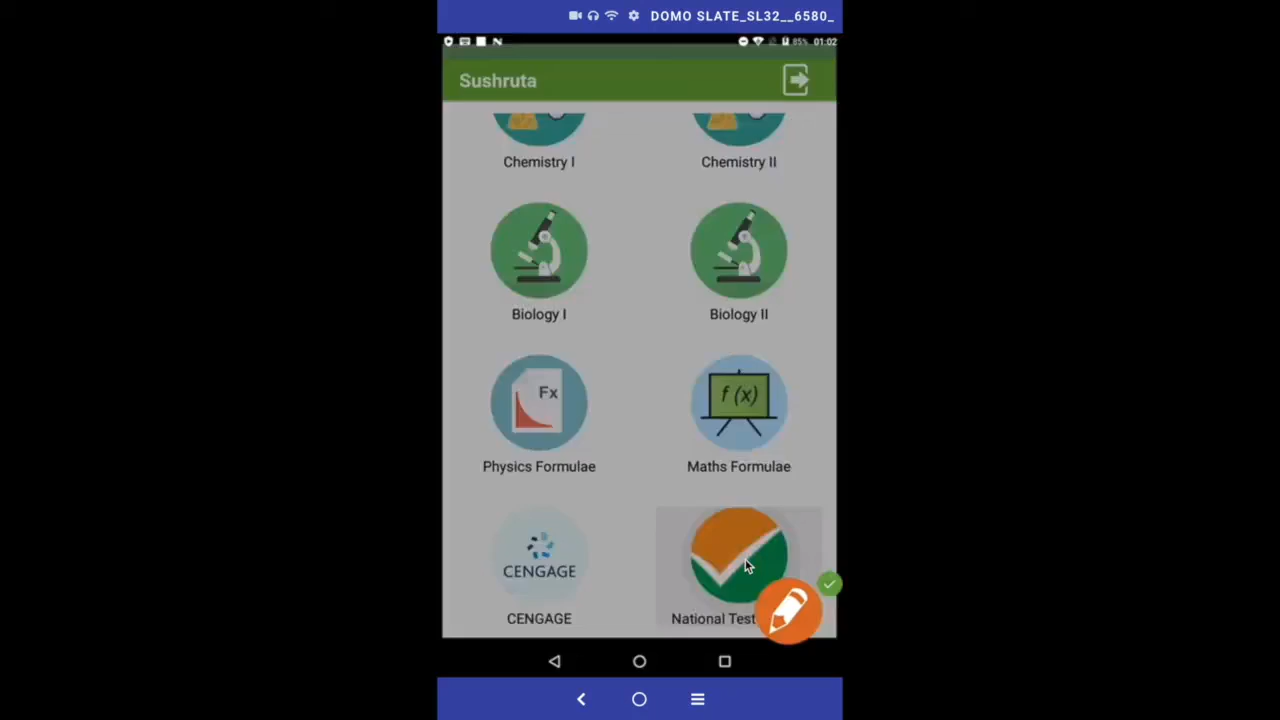 DOMO SLATE_SL32__6580_
85% 01:02
Sushruta
Chemistry I
Chemistry II
Biology I
Biology II
Fx
f (x)
Physics Formulae
Maths Formulae
CENGAGE
CENGAGE
National Test